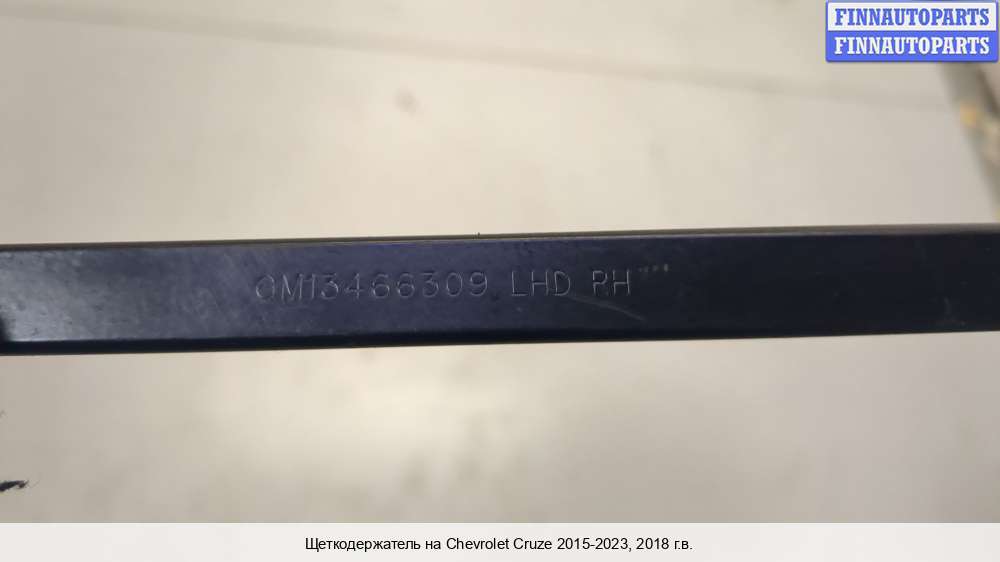 FINNAUTOPARTS
FINNAUTOPARTS
GM13466309 LHD RH
Щеткодержатель на Chevrolet Cruze 2015-2023, 2018 г.в.